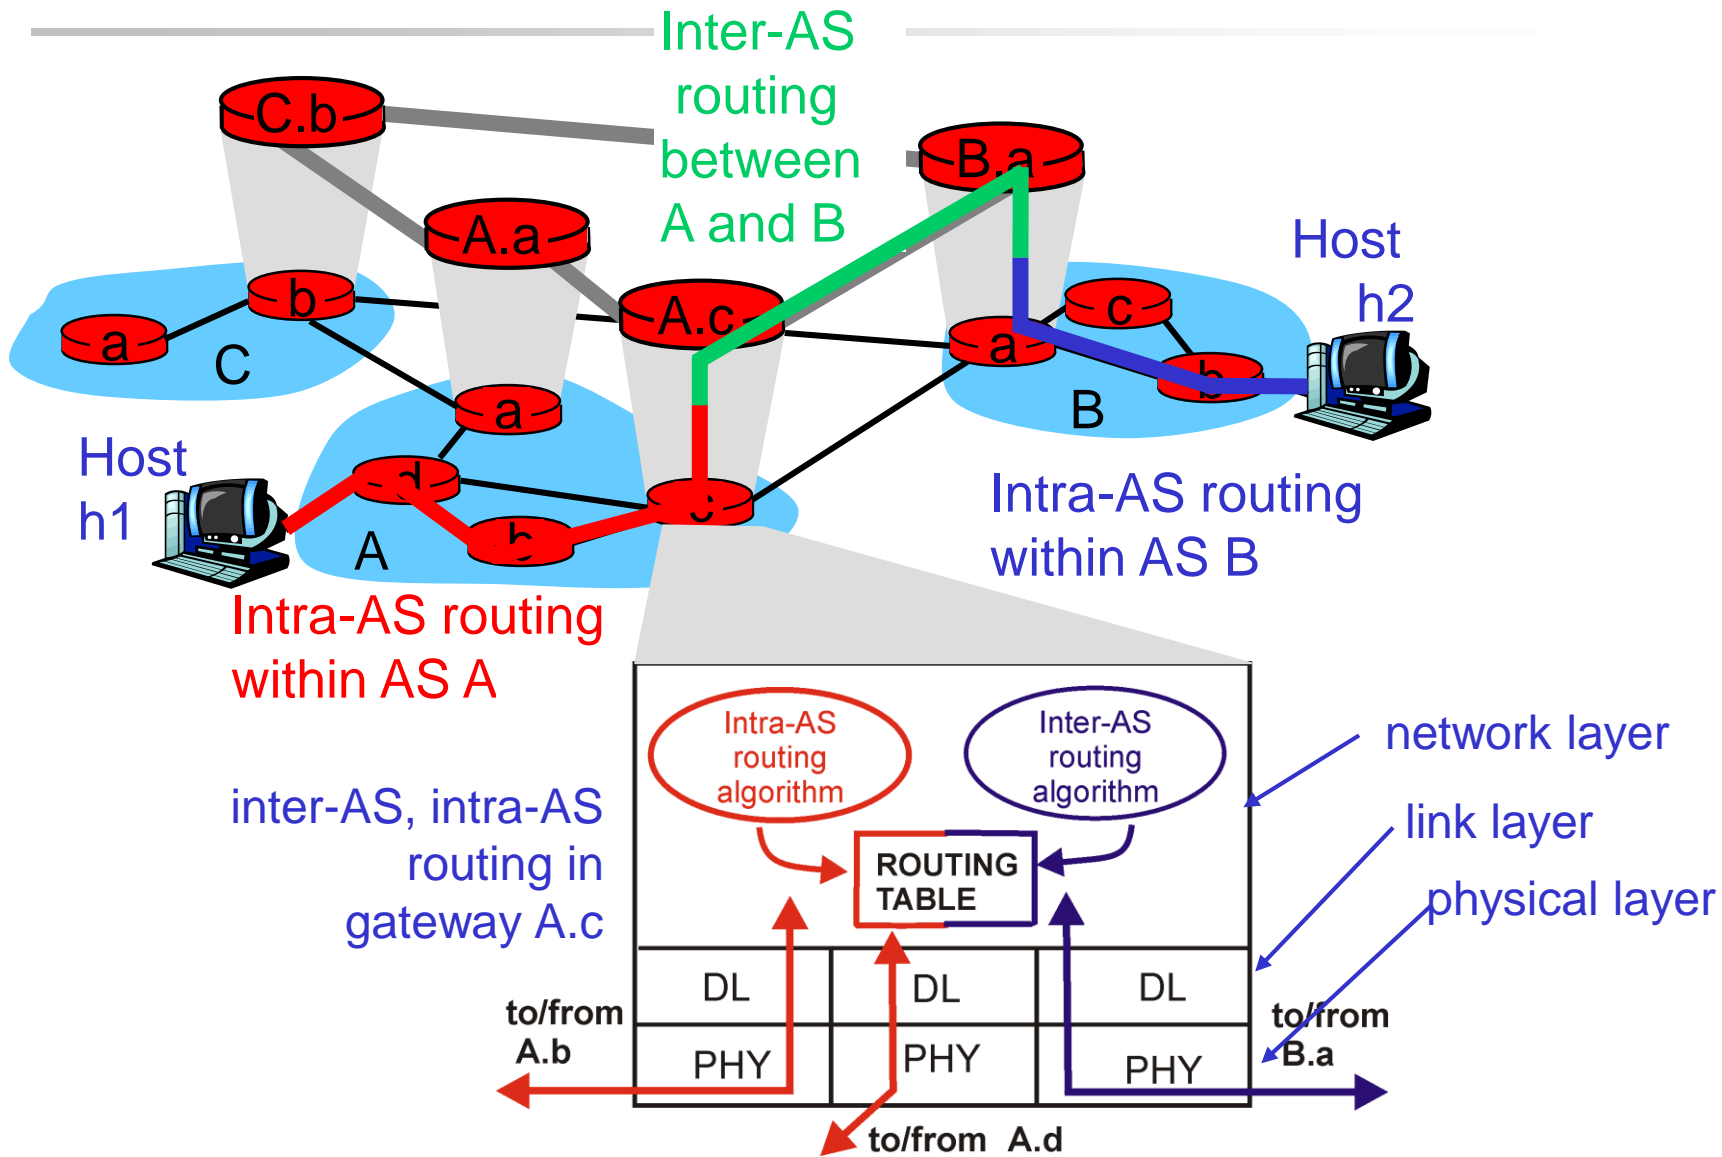 Inter-AS
routing
between
A and B
C.b
B.a
A.a
A.c
Host
h2
b
a
C
c
a
b
B
a
Host
h1
d
c
b
A
Intra-AS routing
within AS B
Intra-AS routing
within AS A
Intra-AS
routing
algorithm
Inter-AS
routing
algorithm
network layer
inter-AS, intra-AS
routing in
gateway A.c
link layer
ROUTING
TABLE
physical layer
DL
DL
DL
to/from
A.b
to/from
B.a
PHY
PHY
PHY
to/from A.d